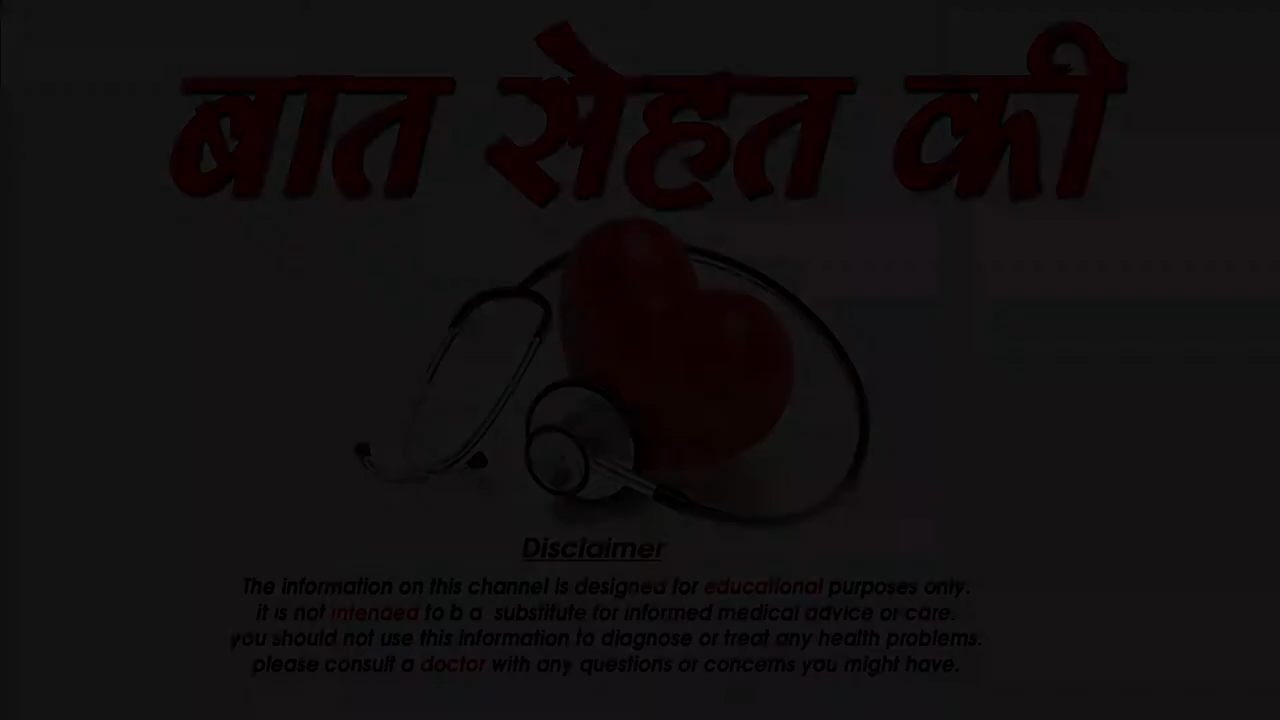 बात सेहत की
Disclaimer
The information on this channel is designed for educational purposes only.
it is not intended to b a substitute for informed medical advice or care.
you should not use this information to diagnose or treat any health problems.
please consult a doctor with any questions or concerns you might have.